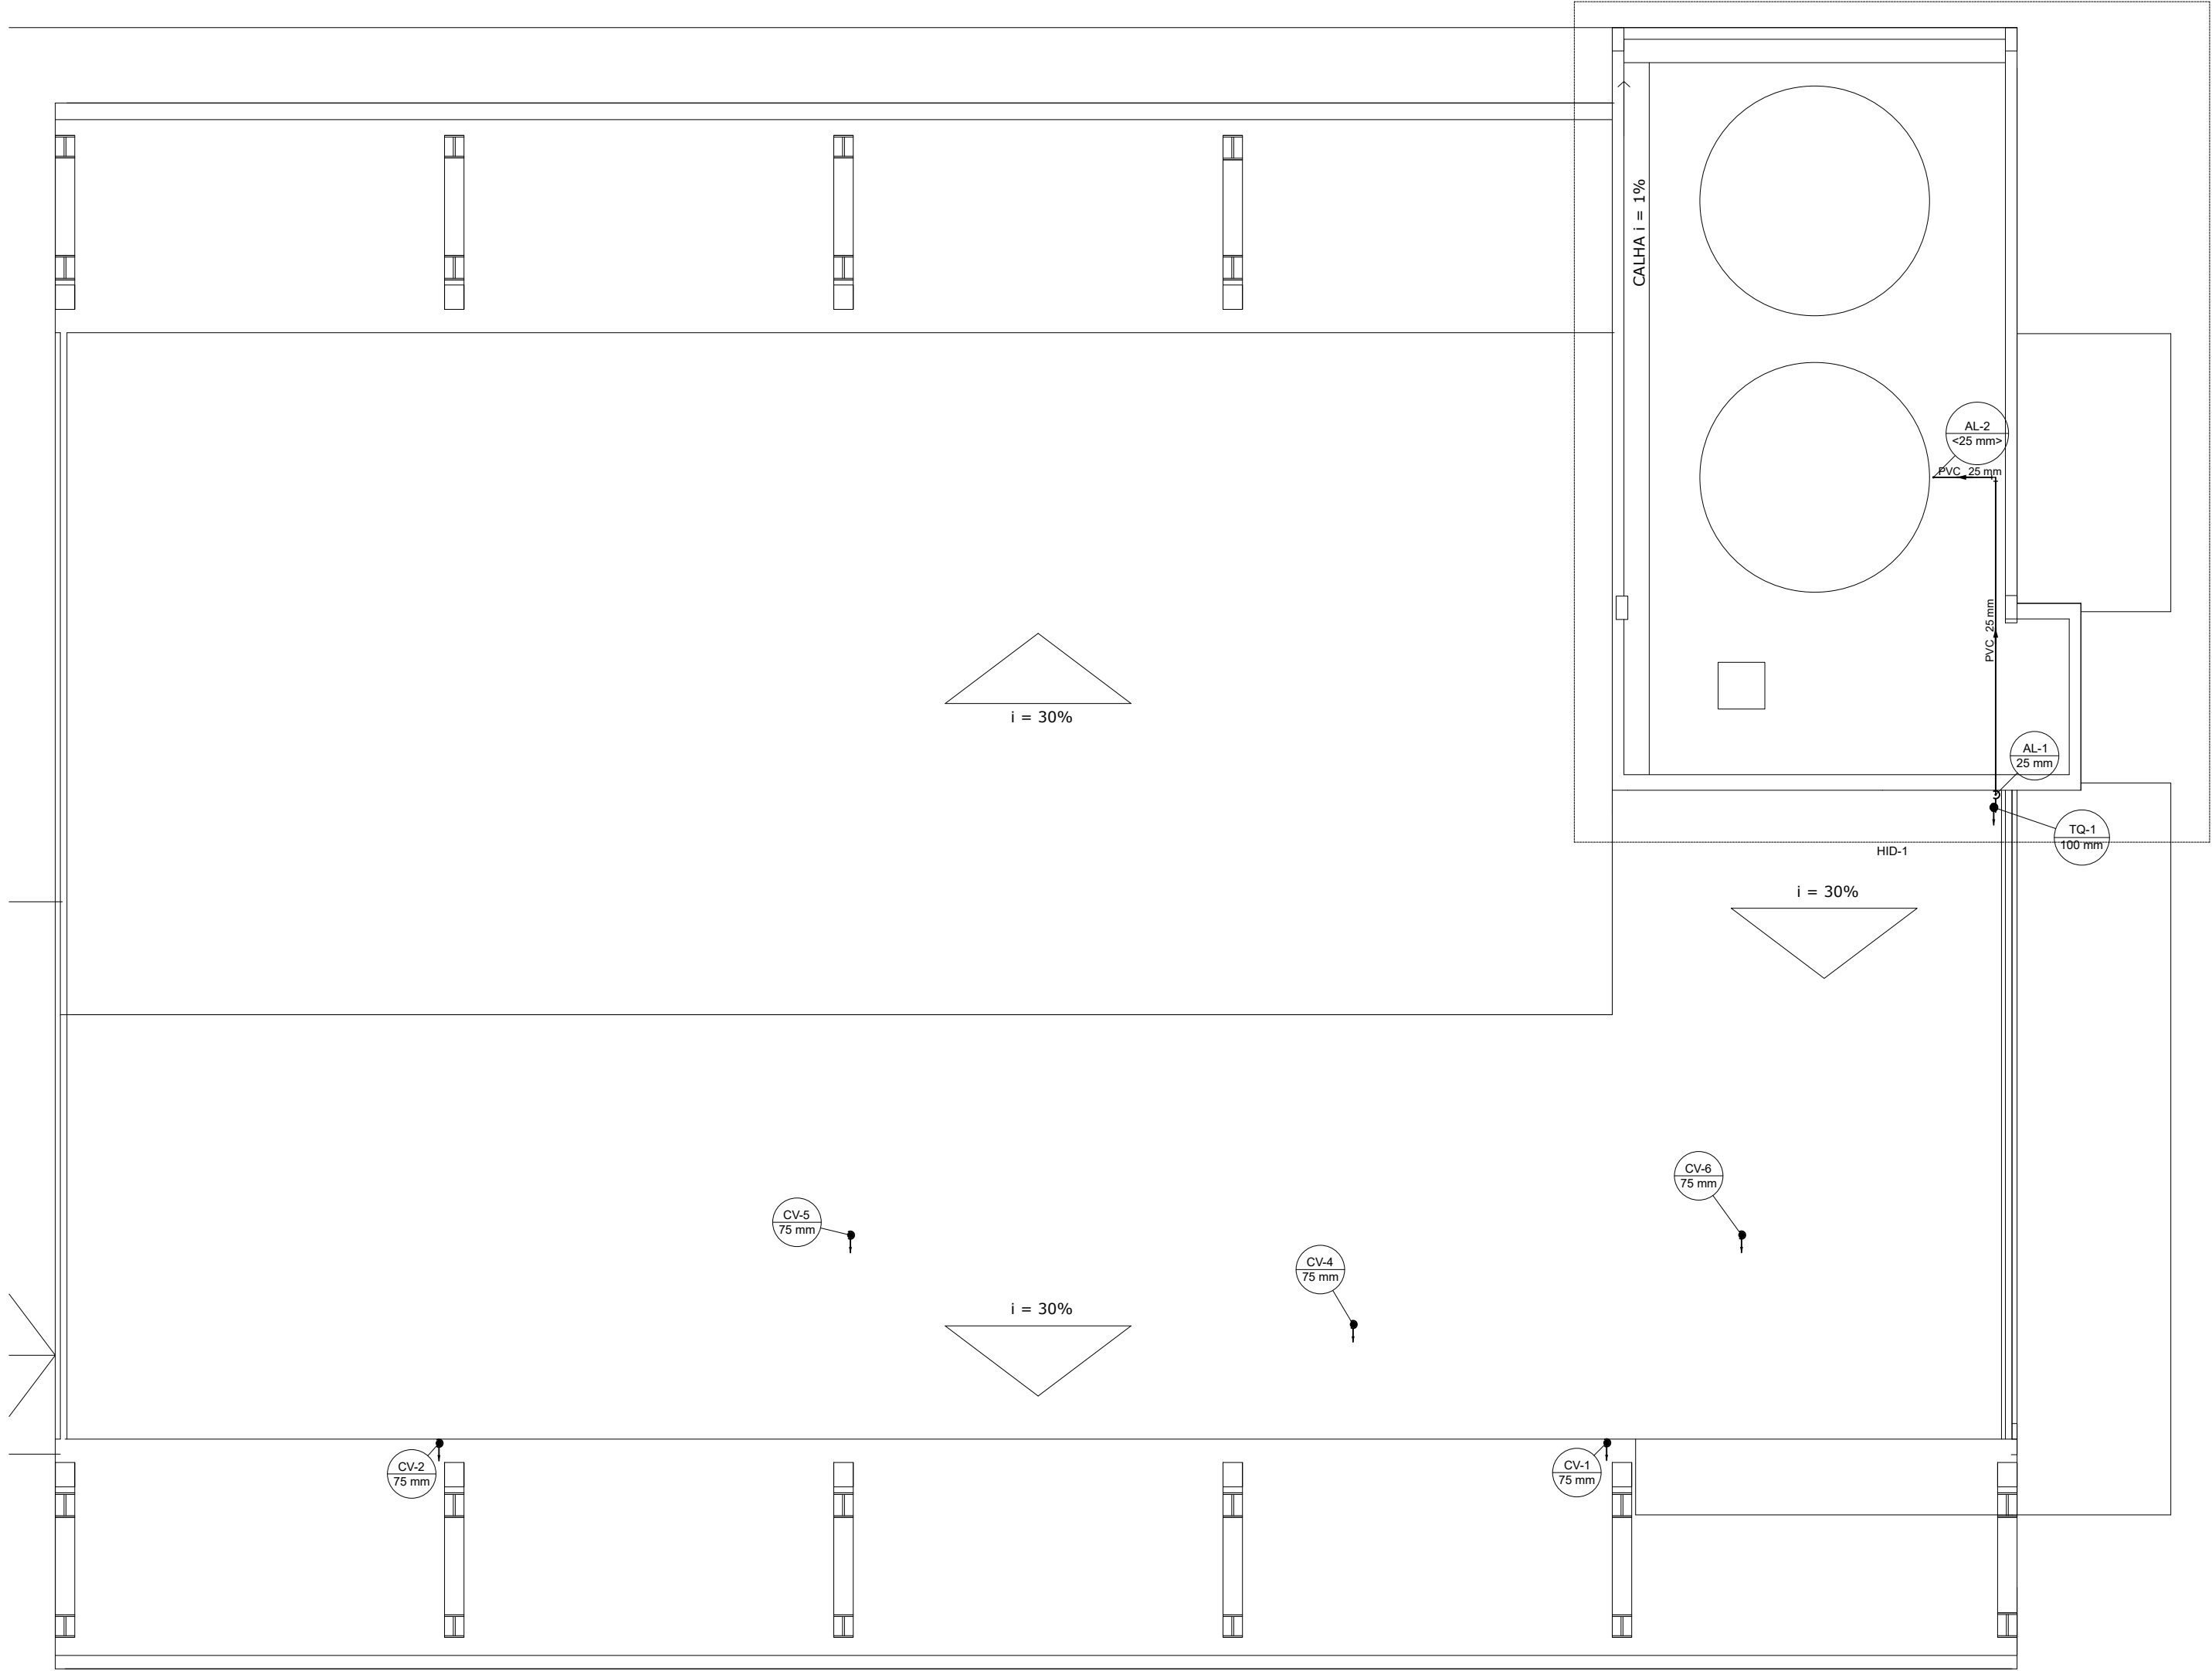 CALHA i = 1%
AL-2
<25 mm>
PVC 25 mm
PVC 25 mm
i = 30%
AL-1
25 mm
TQ-1
100 mm
HID-1
i = 30%
CV-6
75 mm
CV-5
75 mm
CV-4
75 mm
i = 30%
CV-2
75 mm
CV-1
75 mm